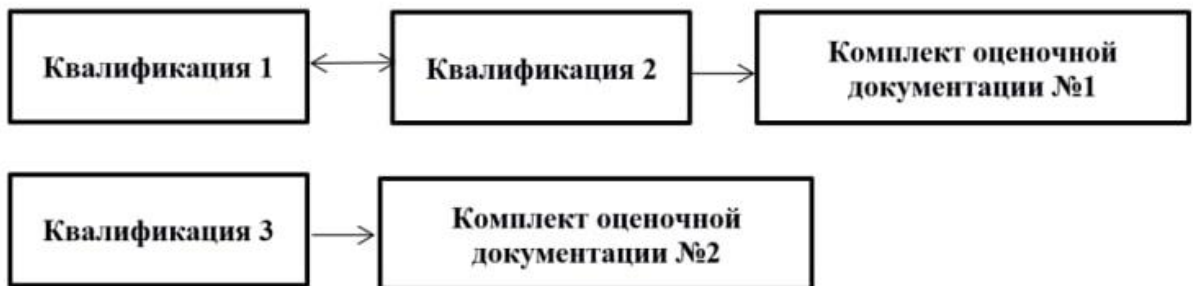 Квалификация 1
Квалификация 2
Комплект оценочной
документации №1
Квалификация 3
Комплект оценочной
документации №2